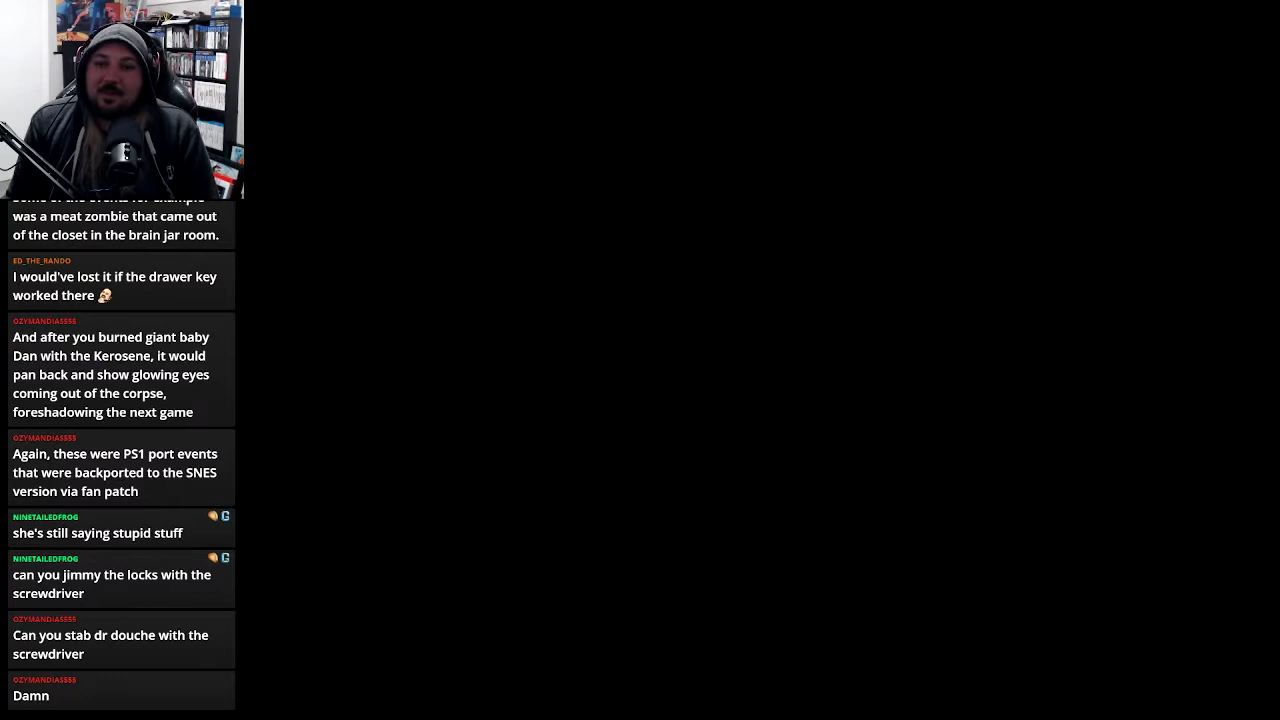 was a meat zombie that came out
of the closet in the brain jar room.
ED_THE_RANDO
I would've lost it if the drawer key
worked there
OZYMANDIAS555
And after you burned giant baby
Dan with the Kerosene, it would
pan back and show glowing eyes
coming out of the corpse,
foreshadowing the next game
OZYMANDIAS555
Again, these were PS1 port events
that were backported to the SNES
version via fan patch
NINETAILEDFROG
she's still saying stupid stuff
NINETAILEDFROG
can you jimmy the locks with the
screwdriver
OZYMANDIAS555
Can you stab dr douche with the
screwdriver
OZYMANDIAS555
Damn